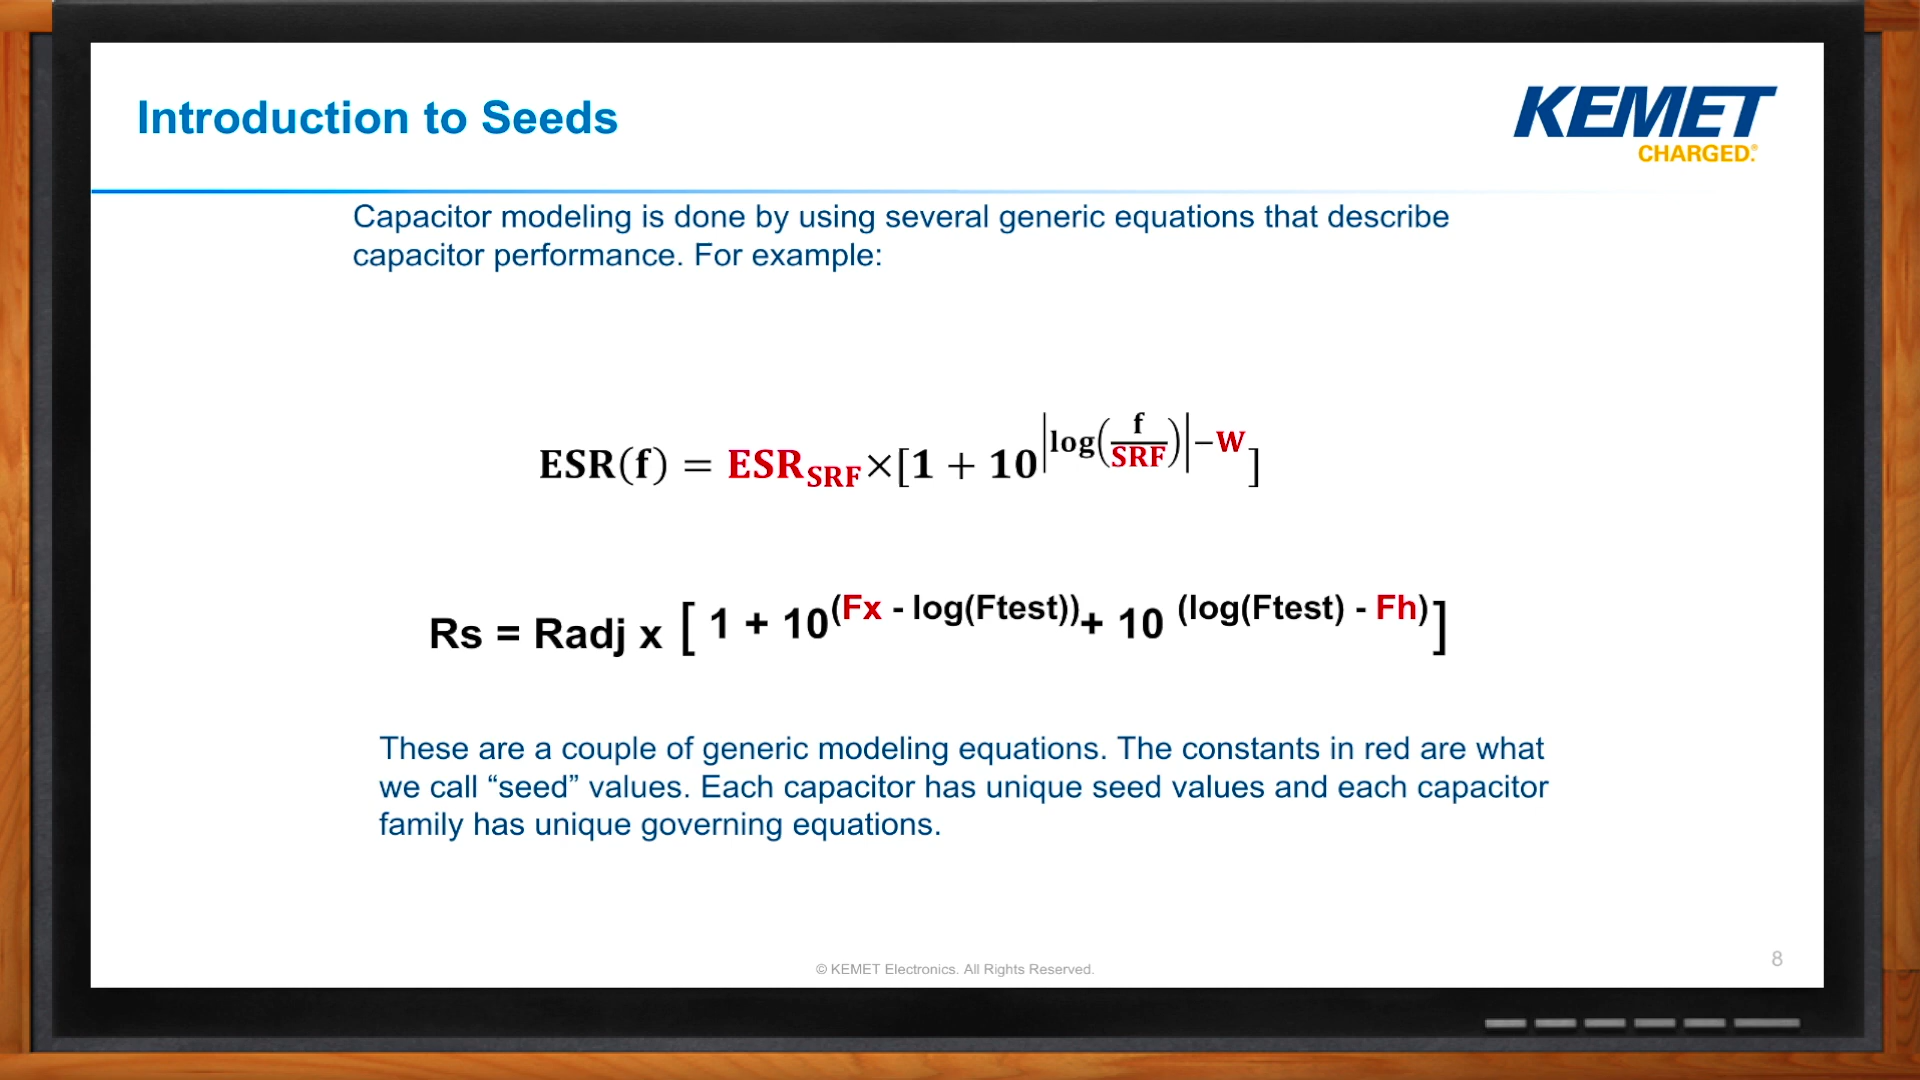 Introduction to Seeds
KEMET
CHARGED®
Capacitor modeling is done by using several generic equations that describe
capacitor performance. For example:
ESR(f) = ESR_SRF×[1 + 10^(|log(f/SRF)|−W)]
Rs = Radj x [ 1 + 10^(Fx - log(Ftest)) + 10^(log(Ftest) - Fh) ]
These are a couple of generic modeling equations. The constants in red are what
we call “seed” values. Each capacitor has unique seed values and each capacitor
family has unique governing equations.
© KEMET Electronics. All Rights Reserved.
8